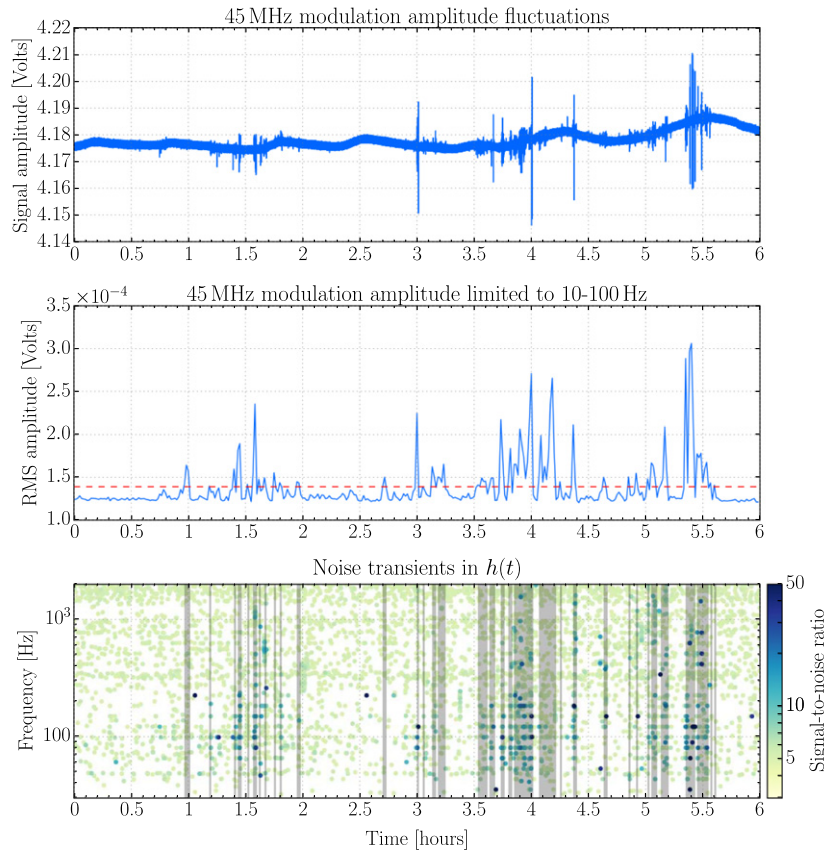 45 MHz modulation amplitude fluctuations
Signal amplitude [Volts]
4.22
4.21
4.20
4.19
4.18
4.17
4.16
4.15
4.14
0 0.5 1 1.5 2 2.5 3 3.5 4 4.5 5 5.5 6
×10⁻⁴ 45 MHz modulation amplitude limited to 10-100 Hz
RMS amplitude [Volts]
3.5
3.0
2.5
2.0
1.5
1.0
0 0.5 1 1.5 2 2.5 3 3.5 4 4.5 5 5.5 6
Noise transients in h(t)
Frequency [Hz]
10³
100
0 0.5 1 1.5 2 2.5 3 3.5 4 4.5 5 5.5 6
Time [hours]
50
10
5
Signal-to-noise ratio